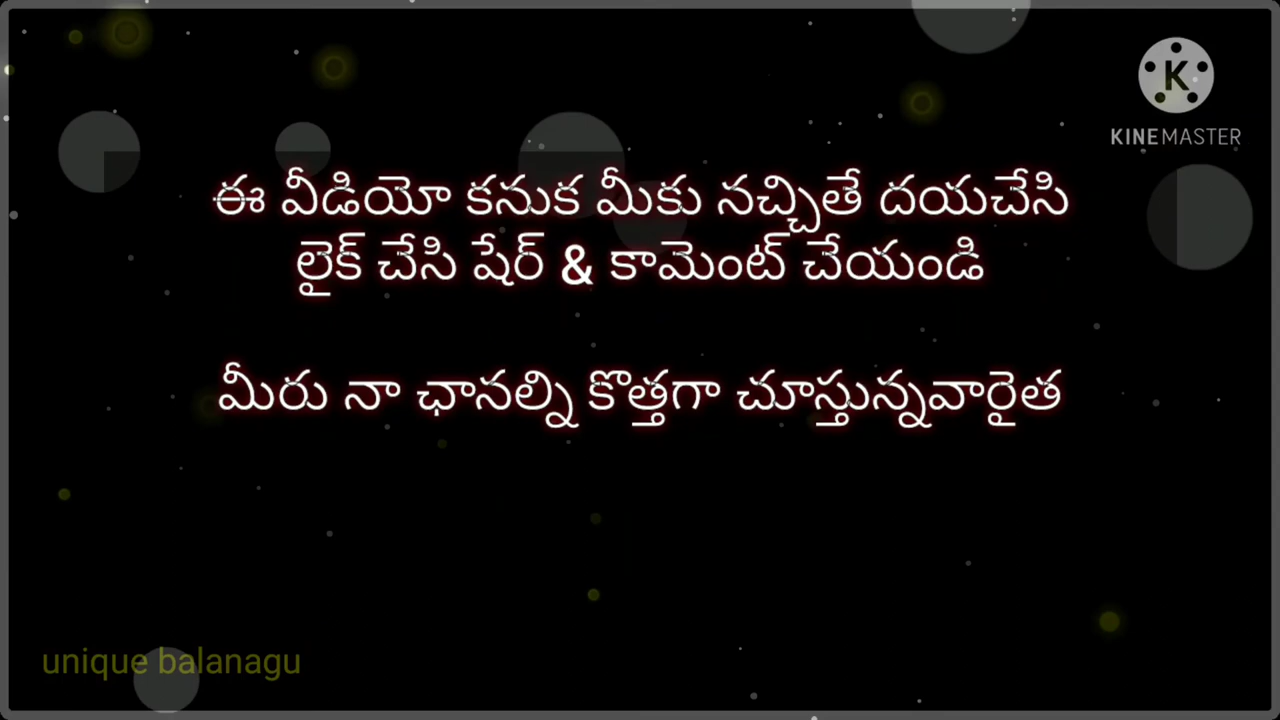 KINEMASTER
ఈ వీడియో కనుక మీకు నచ్చితే దయచేసి
లైక్ చేసి షేర్ & కామెంట్ చేయండి
మీరు నా ఛానల్ని కొత్తగా చూస్తున్నవారైత
unique balanagu